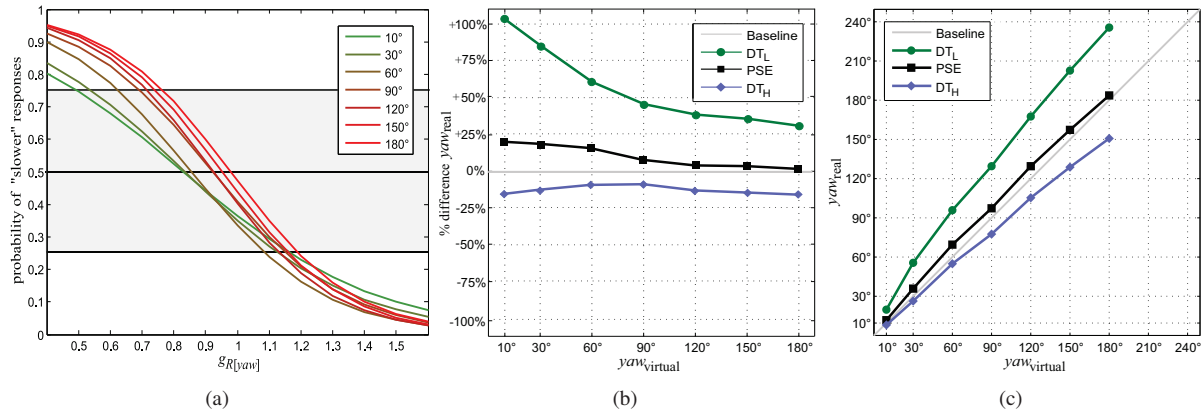 probability of "slower" responses
1
0.9
0.8
0.7
0.6
0.5
0.4
0.3
0.2
0.1
0
0.5 0.6 0.7 0.8 0.9 1 1.1 1.2 1.3 1.4 1.5
gR[yaw]
10°
30°
60°
90°
120°
150°
180°
(a)
% difference yawreal
+100%
+75%
+50%
+25%
0%
-25%
-50%
-75%
-100%
10° 30° 60° 90° 120° 150° 180°
yawvirtual
Baseline
DTL
PSE
DTH
(b)
yawreal
240°
210°
180°
150°
120°
90°
60°
30°
10°
10° 30° 60° 90° 120° 150° 180° 210° 240°
yawvirtual
Baseline
DTL
PSE
DTH
(c)